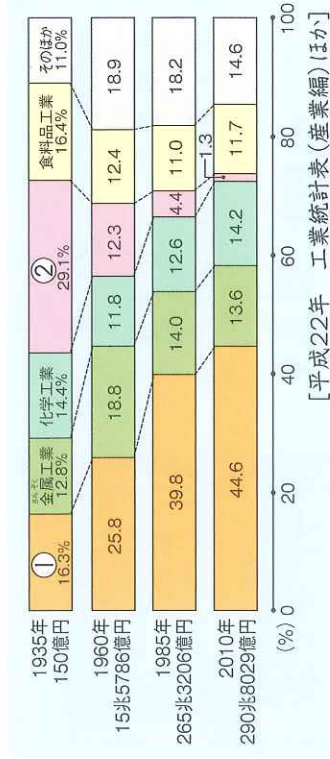 1935年
150億円
①
16.3%
きんぞく
金属工業
12.8%
化学工業
14.4%
②
29.1%
食料品工業
16.4%
そのほか
11.0%
1960年
15兆5786億円
25.8
18.8
11.8
12.3
12.4
18.9
1985年
265兆3206億円
39.8
14.0
12.6
4.4
11.0
18.2
2010年
290兆8029億円
44.6
13.6
14.2
1.3
11.7
14.6
(%) 0 20 40 60 80 100
[平成22年 工業統計表(産業編)ほか]